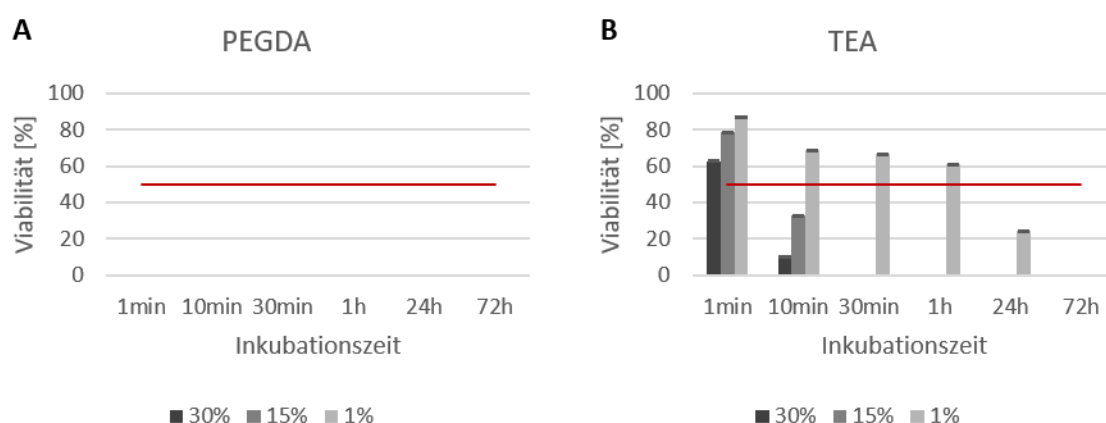 A
PEGDA
Viabilität [%]
100
80
60
40
20
0
1min 10min 30min 1h 24h 72h
Inkubationszeit
30% 15% 1%
B
TEA
Viabilität [%]
100
80
60
40
20
0
1min 10min 30min 1h 24h 72h
Inkubationszeit
30% 15% 1%